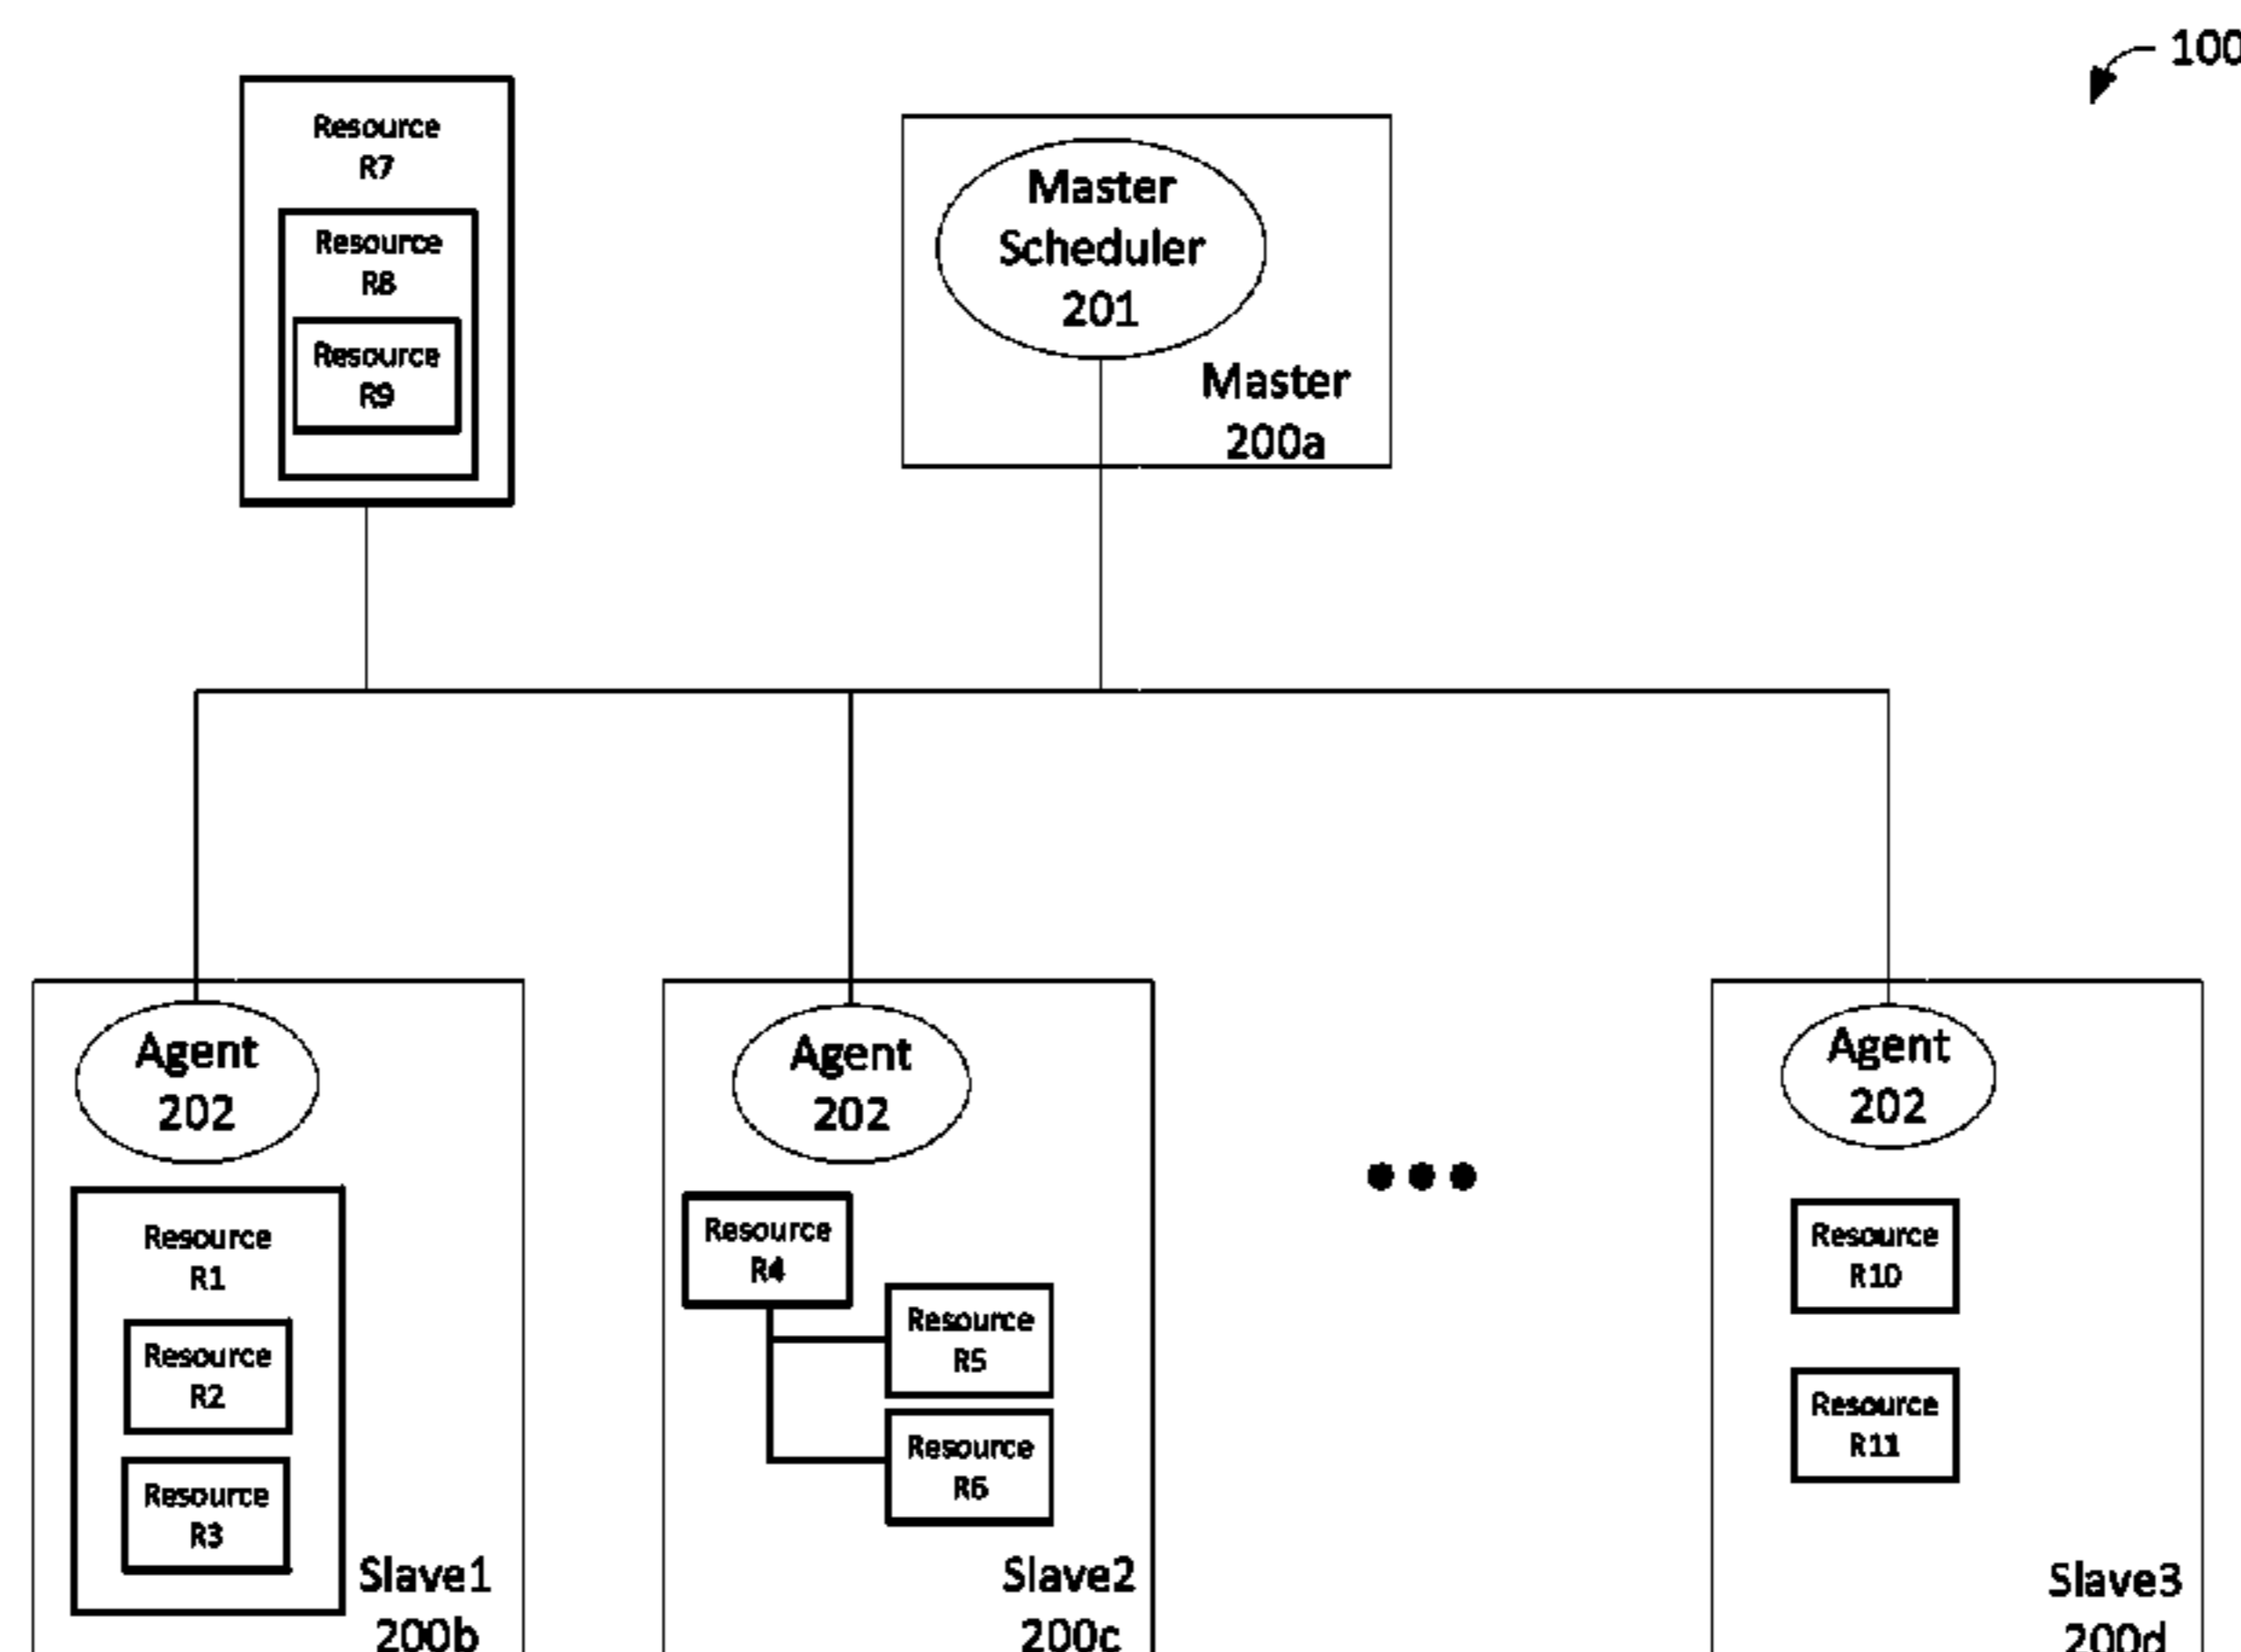 100
Resource
R7
Resource
R8
Resource
R9
Master
Scheduler
201
Master
200a
Agent
202
Resource
R1
Resource
R2
Resource
R3
Slave1
200b
Agent
202
Resource
R4
Resource
R5
Resource
R6
Slave2
200c
Agent
202
Resource
R10
Resource
R11
Slave3
200d